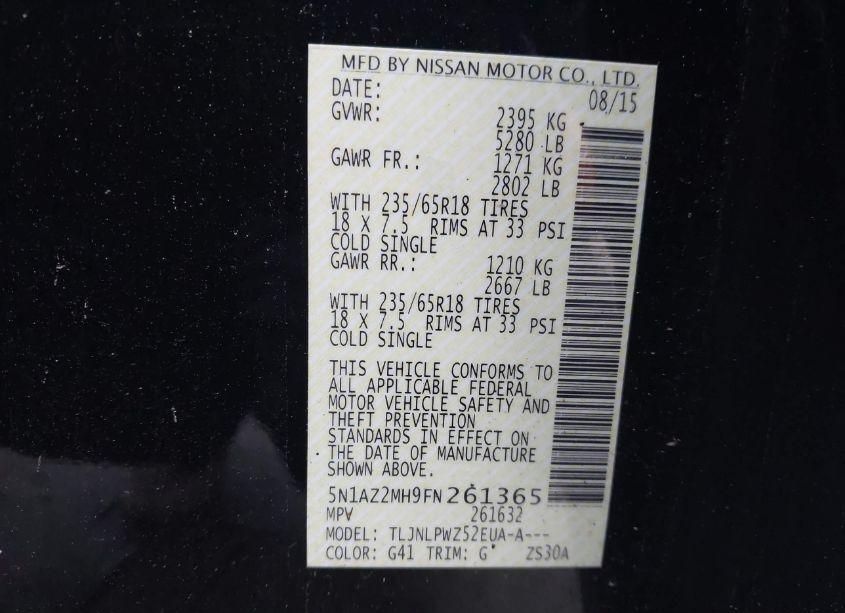 MFD BY NISSAN MOTOR CO., LTD.
DATE: 08/15
GVWR: 2395 KG
5280 LB
GAWR FR.: 1271 KG
2802 LB
WITH 235/65R18 TIRES
18 X 7.5 RIMS AT 33 PSI
COLD SINGLE
GAWR RR.: 1210 KG
2667 LB
WITH 235/65R18 TIRES
18 X 7.5 RIMS AT 33 PSI
COLD SINGLE
THIS VEHICLE CONFORMS TO
ALL APPLICABLE FEDERAL
MOTOR VEHICLE SAFETY AND
THEFT PREVENTION
STANDARDS IN EFFECT ON
THE DATE OF MANUFACTURE
SHOWN ABOVE.
5N1AZ2MH9FN261365
MPV 261632
MODEL: TLJNLPWZ52EUA-A---
COLOR: G41 TRIM: G ZS30A